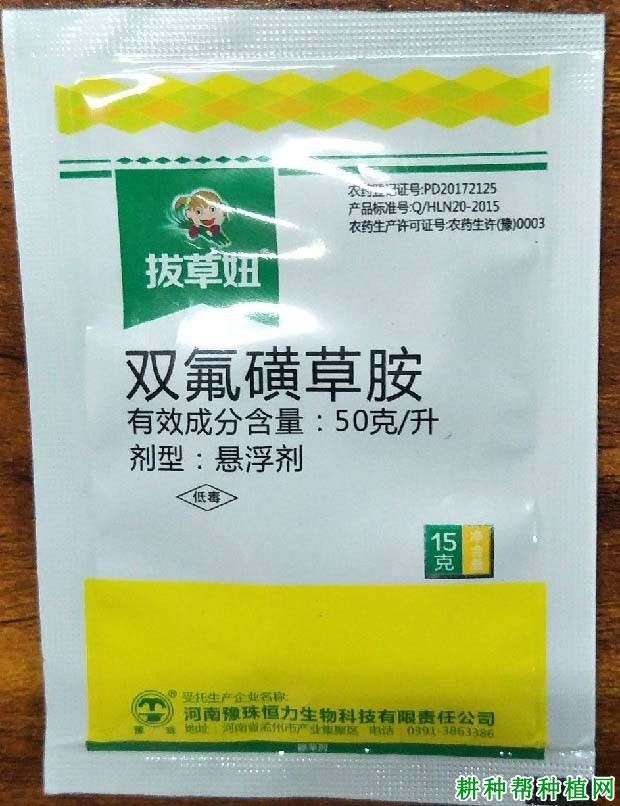 农药登记证号:PD20172125
产品标准号:Q/HLN20-2015
农药生产许可证号:农药生许(豫)0003
拔草妞®
双氟磺草胺
有效成分含量：50克/升
剂型：悬浮剂
低毒
15克
净含量
受托生产企业名称:
河南豫珠恒力生物科技有限责任公司
豫珠®
地址：河南省孟州市产业集聚区 电话：0391-3863386
除草剂
耕种帮种植网